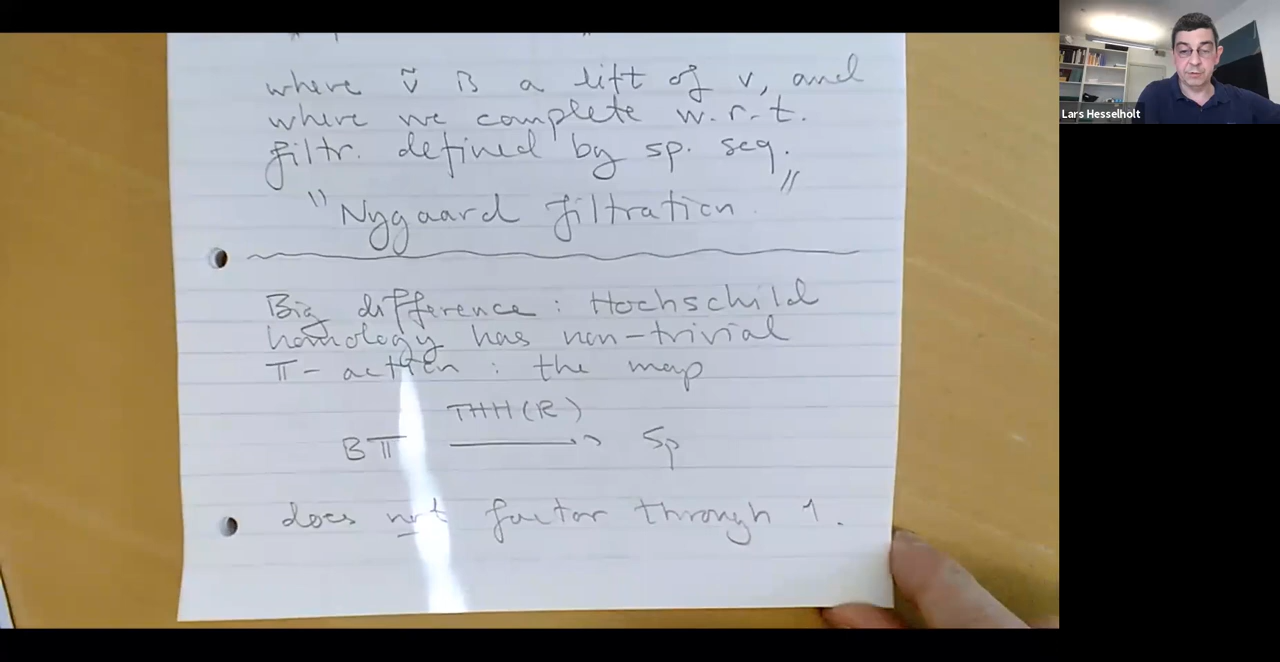 where ṽ is a lift of v, and
where we complete w.r.t.
filtr. defined by sp. seq.
"Nygaard filtration"
Big difference : Hochschild
homology has non-trivial
𝕋 - action : the map
THH(R)
B𝕋 → Sp
does not factor through 1.
Lars Hesselholt